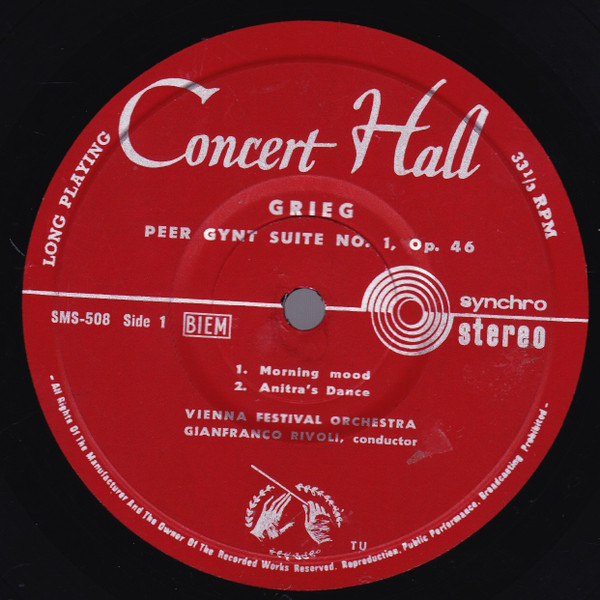 Concert Hall
LONG PLAYING
33 1/3 RPM
GRIEG
PEER GYNT SUITE NO. 1, Op. 46
synchro
stereo
SMS-508 Side 1 BIEM
1. Morning mood
2. Anitra's Dance
VIENNA FESTIVAL ORCHESTRA
GIANFRANCO RIVOLI, conductor
TU
- All Rights Of The Manufacturer And The Owner Of The Recorded Works Reserved. Reproduction, Public Performance, Broadcasting Prohibited -